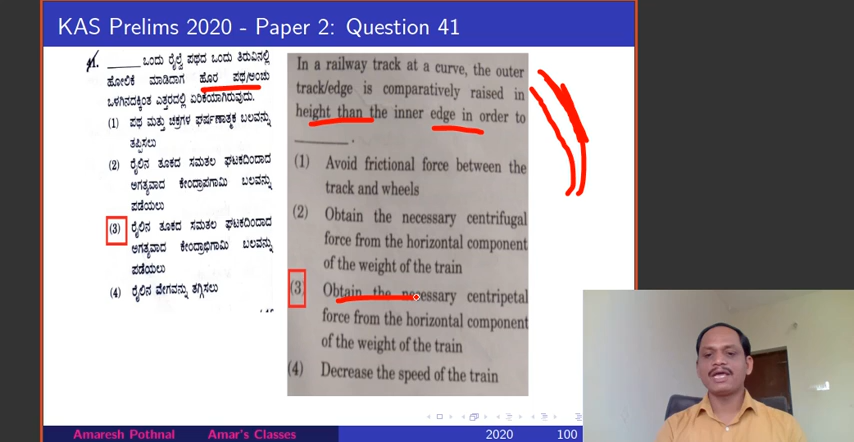 KAS Prelims 2020 - Paper 2: Question 41
41. ______ ಒಂದು ರೈಲ್ವೆ ಪಥದ ಒಂದು ತಿರುವಿನಲ್ಲಿ
ಹೋಲಿಕೆ ಮಾಡಿದಾಗ ಹೊರ ಪಥ/ಅಂಚು
ಒಳಗಿನದಕ್ಕಿಂತ ಎತ್ತರದಲ್ಲಿ ಏರಿಕೆಯಾಗಿರುವುದು.
(1) ಪಥ ಮತ್ತು ಚಕ್ರಗಳ ಘರ್ಷಣಾತ್ಮಕ ಬಲವನ್ನು
ತಪ್ಪಿಸಲು
(2) ರೈಲಿನ ತೂಕದ ಸಮತಲ ಘಟಕದಿಂದಾದ
ಅಗತ್ಯವಾದ ಕೇಂದ್ರಾಪಗಾಮಿ ಬಲವನ್ನು
ಪಡೆಯಲು
(3) ರೈಲಿನ ತೂಕದ ಸಮತಲ ಘಟಕದಿಂದಾದ
ಅಗತ್ಯವಾದ ಕೇಂದ್ರಾಭಿಗಾಮಿ ಬಲವನ್ನು
ಪಡೆಯಲು
(4) ರೈಲಿನ ವೇಗವನ್ನು ತಗ್ಗಿಸಲು
In a railway track at a curve, the outer
track/edge is comparatively raised in
height than the inner edge in order to
______.
(1) Avoid frictional force between the
track and wheels
(2) Obtain the necessary centrifugal
force from the horizontal component
of the weight of the train
(3) Obtain the necessary centripetal
force from the horizontal component
of the weight of the train
(4) Decrease the speed of the train
Amaresh Pothnal Amar's Classes 2020 100